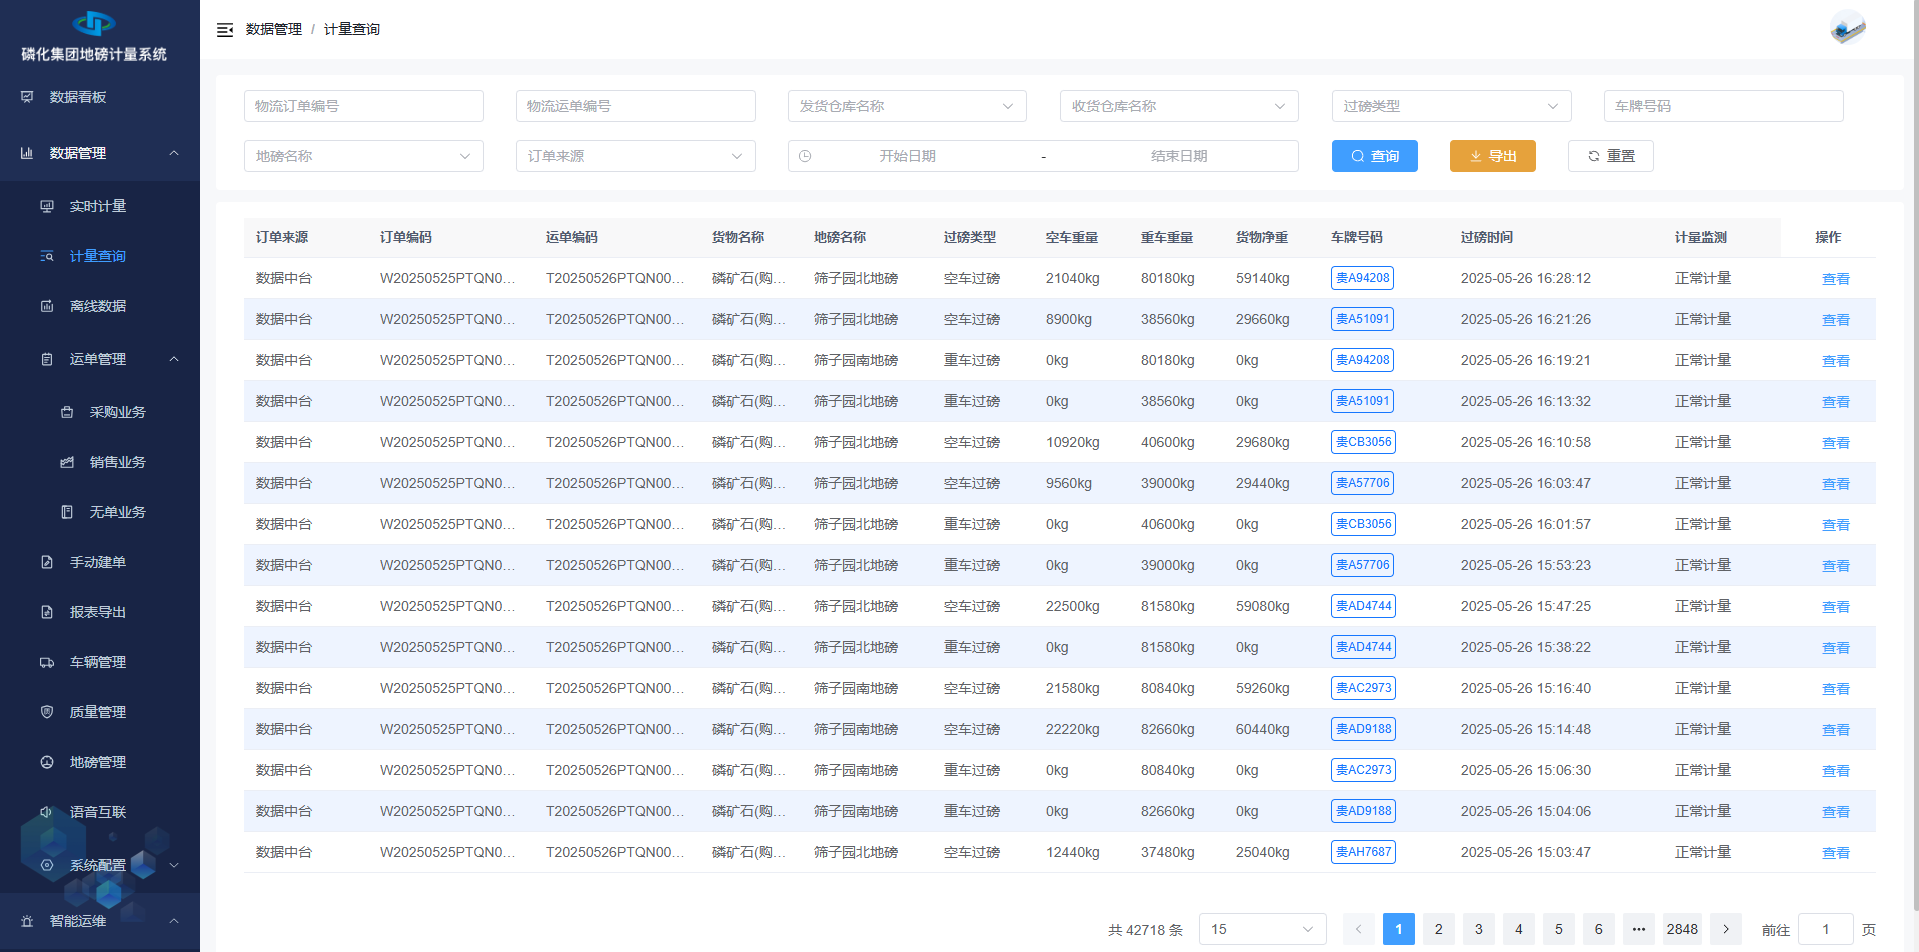 磷化集团地磅计量系统
数据看板
数据管理
实时计量
计量查询
离线数据
运单管理
采购业务
销售业务
无单业务
手动建单
报表导出
车辆管理
质量管理
地磅管理
语音互联
系统配置
智能运维
数据管理 / 计量查询
物流订单编号 物流运单编号 发货仓库名称 收货仓库名称 过磅类型 车牌号码
地磅名称 订单来源 开始日期 - 结束日期 查询 导出 重置
订单来源 订单编码 运单编码 货物名称 地磅名称 过磅类型 空车重量 重车重量 货物净重 车牌号码 过磅时间 计量监测 操作
数据中台 W20250525PTQN0... T20250526PTQN00... 磷矿石(购... 筛子园北地磅 空车过磅 21040kg 80180kg 59140kg 贵A94208 2025-05-26 16:28:12 正常计量 查看
数据中台 W20250525PTQN0... T20250526PTQN00... 磷矿石(购... 筛子园北地磅 空车过磅 8900kg 38560kg 29660kg 贵A51091 2025-05-26 16:21:26 正常计量 查看
数据中台 W20250525PTQN0... T20250526PTQN00... 磷矿石(购... 筛子园南地磅 重车过磅 0kg 80180kg 0kg 贵A94208 2025-05-26 16:19:21 正常计量 查看
数据中台 W20250525PTQN0... T20250526PTQN00... 磷矿石(购... 筛子园北地磅 重车过磅 0kg 38560kg 0kg 贵A51091 2025-05-26 16:13:32 正常计量 查看
数据中台 W20250525PTQN0... T20250526PTQN00... 磷矿石(购... 筛子园北地磅 空车过磅 10920kg 40600kg 29680kg 贵CB3056 2025-05-26 16:10:58 正常计量 查看
数据中台 W20250525PTQN0... T20250526PTQN00... 磷矿石(购... 筛子园北地磅 空车过磅 9560kg 39000kg 29440kg 贵A57706 2025-05-26 16:03:47 正常计量 查看
数据中台 W20250525PTQN0... T20250526PTQN00... 磷矿石(购... 筛子园北地磅 重车过磅 0kg 40600kg 0kg 贵CB3056 2025-05-26 16:01:57 正常计量 查看
数据中台 W20250525PTQN0... T20250526PTQN00... 磷矿石(购... 筛子园北地磅 重车过磅 0kg 39000kg 0kg 贵A57706 2025-05-26 15:53:23 正常计量 查看
数据中台 W20250525PTQN0... T20250526PTQN00... 磷矿石(购... 筛子园北地磅 空车过磅 22500kg 81580kg 59080kg 贵AD4744 2025-05-26 15:47:25 正常计量 查看
数据中台 W20250525PTQN0... T20250526PTQN00... 磷矿石(购... 筛子园北地磅 重车过磅 0kg 81580kg 0kg 贵AD4744 2025-05-26 15:38:22 正常计量 查看
数据中台 W20250525PTQN0... T20250526PTQN00... 磷矿石(购... 筛子园南地磅 空车过磅 21580kg 80840kg 59260kg 贵AC2973 2025-05-26 15:16:40 正常计量 查看
数据中台 W20250525PTQN0... T20250526PTQN00... 磷矿石(购... 筛子园南地磅 空车过磅 22220kg 82660kg 60440kg 贵AD9188 2025-05-26 15:14:48 正常计量 查看
数据中台 W20250525PTQN0... T20250526PTQN00... 磷矿石(购... 筛子园南地磅 重车过磅 0kg 80840kg 0kg 贵AC2973 2025-05-26 15:06:30 正常计量 查看
数据中台 W20250525PTQN0... T20250526PTQN00... 磷矿石(购... 筛子园南地磅 重车过磅 0kg 82660kg 0kg 贵AD9188 2025-05-26 15:04:06 正常计量 查看
数据中台 W20250525PTQN0... T20250526PTQN00... 磷矿石(购... 筛子园北地磅 空车过磅 12440kg 37480kg 25040kg 贵AH7687 2025-05-26 15:03:47 正常计量 查看
共 42718 条 15 1 2 3 4 5 6 ••• 2848 前往 1 页